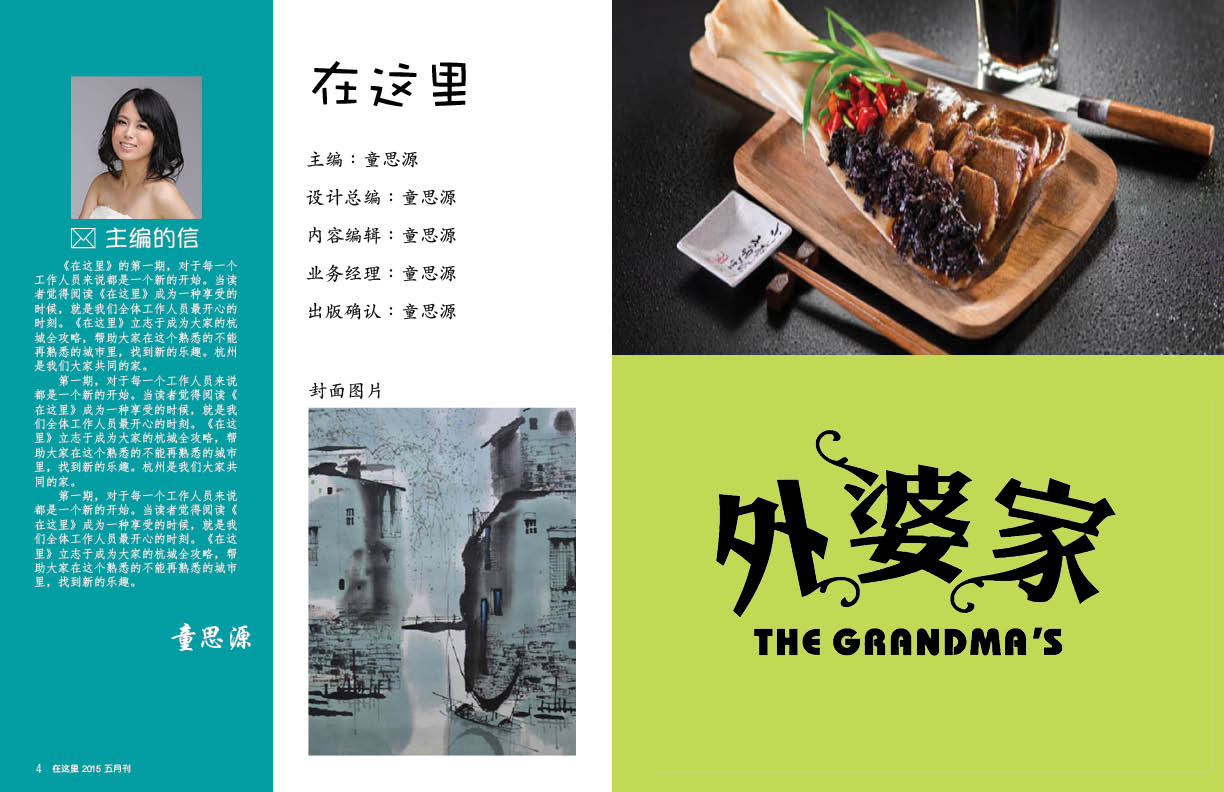 主编的信
《在这里》的第一期，对于每一个
工作人员来说都是一个新的开始。当读
者觉得阅读《在这里》成为一种享受的
时候，就是我们全体工作人员最开心的
时刻。《在这里》立志于成为大家的杭
城全攻略，帮助大家在这个熟悉的不能
再熟悉的城市里，找到新的乐趣。杭州
是我们大家共同的家。
第一期，对于每一个工作人员来说
都是一个新的开始。当读者觉得阅读《
在这里》成为一种享受的时候，就是我
们全体工作人员最开心的时刻。《在这
里》立志于成为大家的杭城全攻略，帮
助大家在这个熟悉的不能再熟悉的城市
里，找到新的乐趣。杭州是我们大家共
同的家。
第一期，对于每一个工作人员来说
都是一个新的开始。当读者觉得阅读《
在这里》成为一种享受的时候，就是我
们全体工作人员最开心的时刻。《在这
里》立志于成为大家的杭城全攻略，帮
助大家在这个熟悉的不能再熟悉的城市
里，找到新的乐趣。
童思源
4 在这里 2015 五月刊
在这里
主编：童思源
设计总编：童思源
内容编辑：童思源
业务经理：童思源
出版确认：童思源
封面图片
外婆家
THE GRANDMA'S